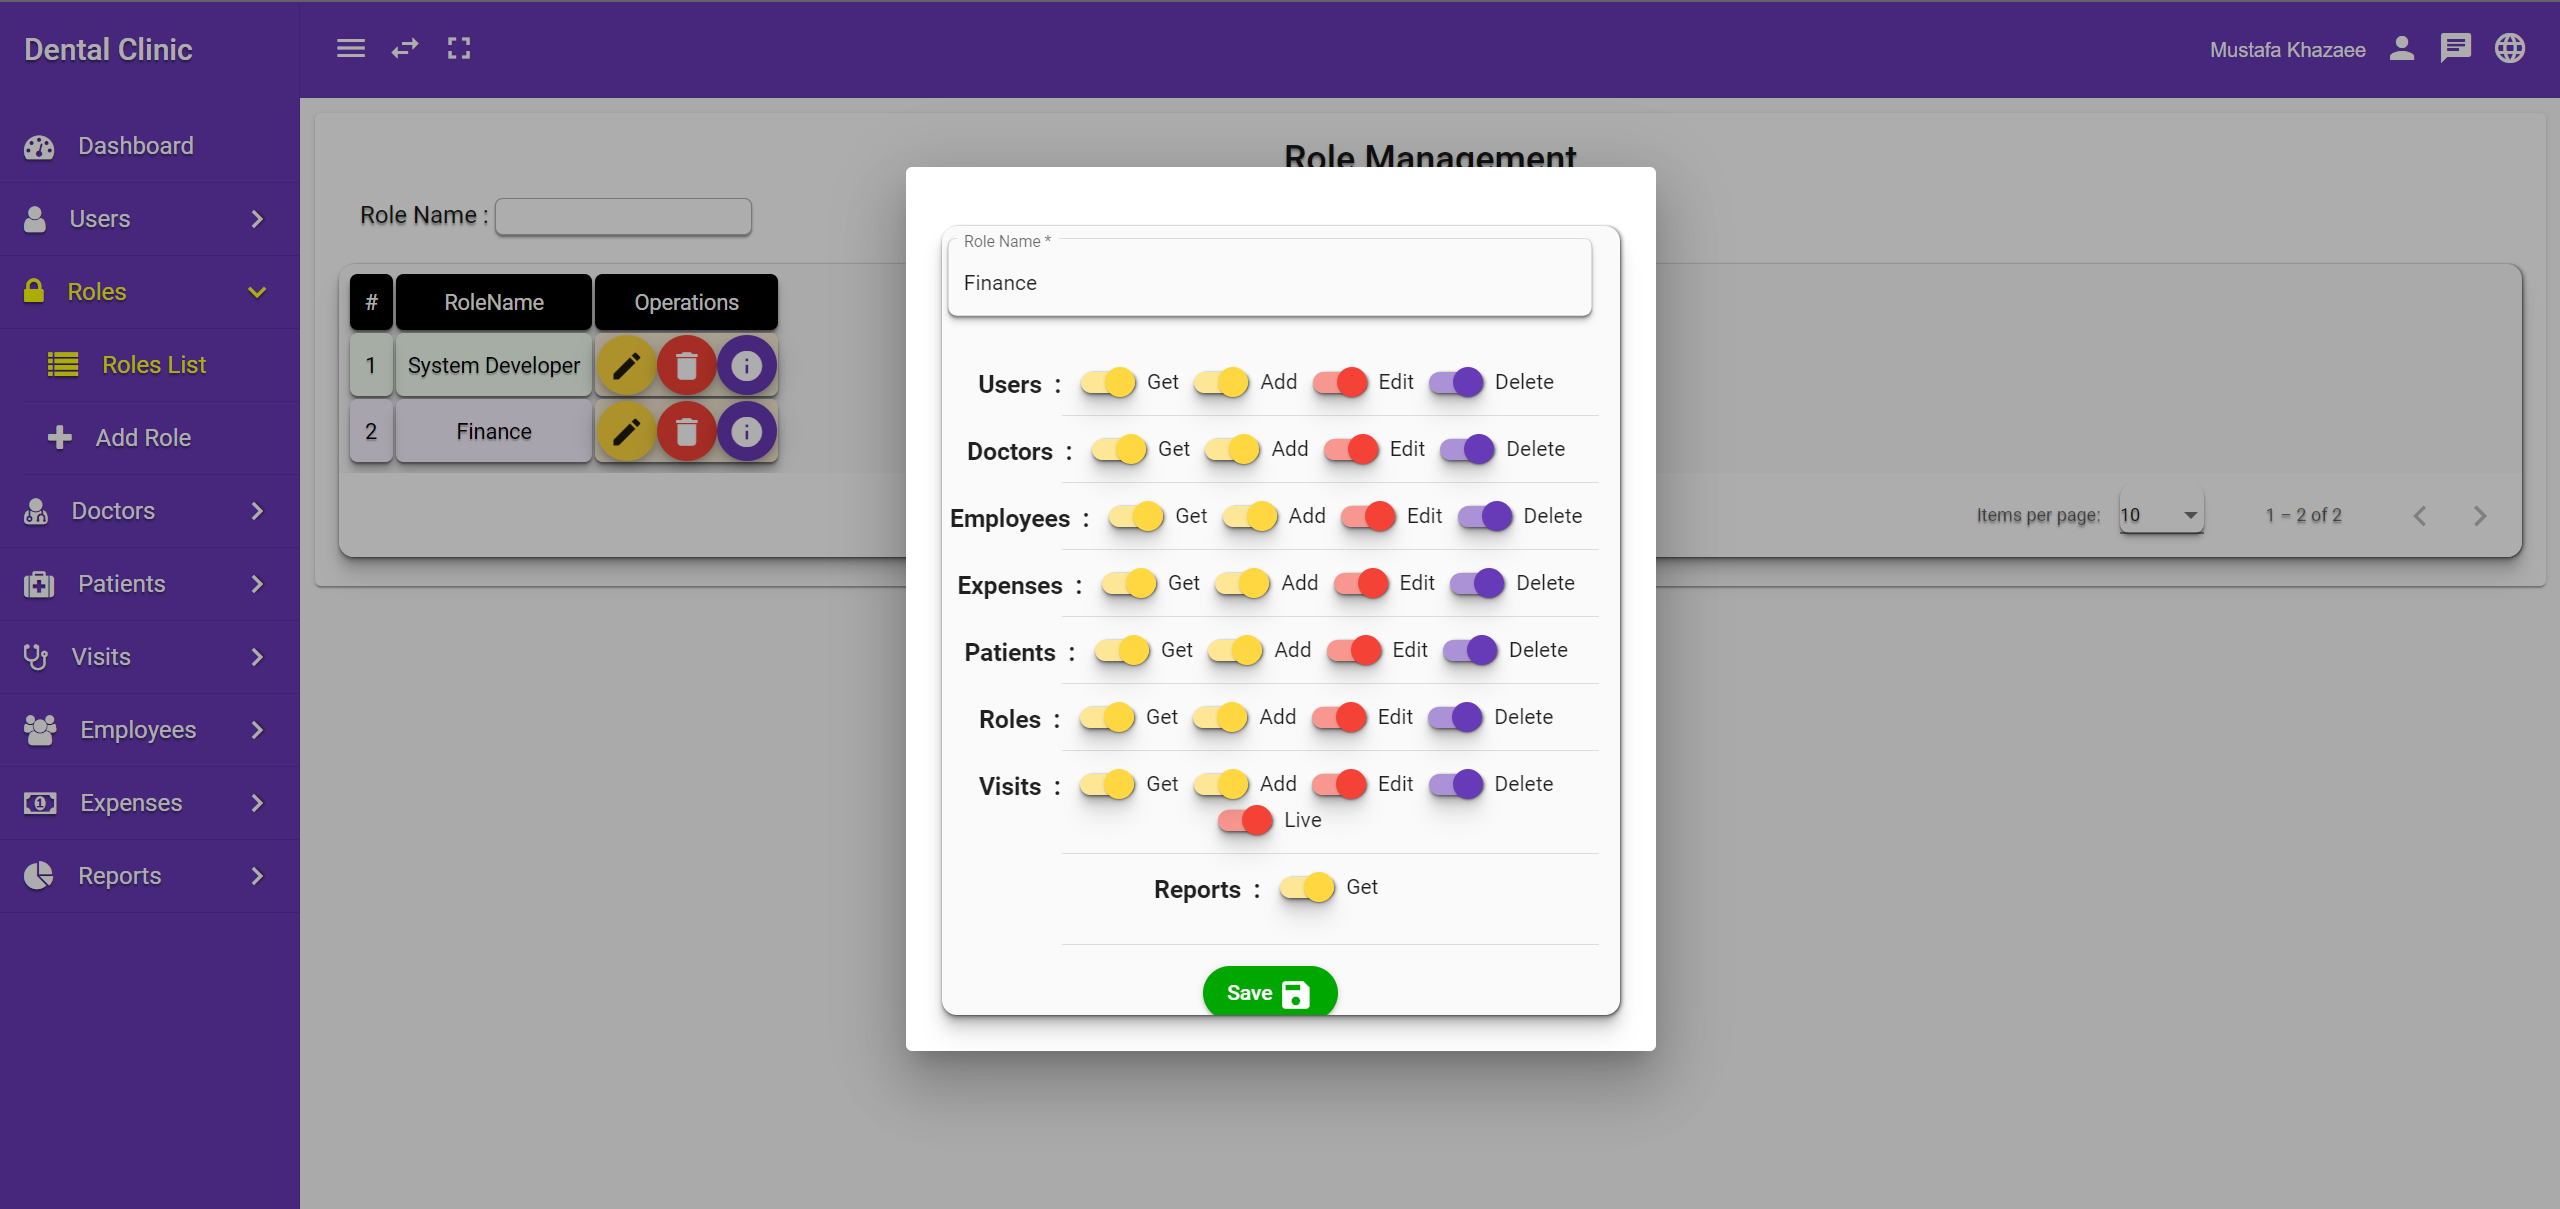 Dental Clinic
Mustafa Khazaee
Dashboard
Users
Roles
Roles List
Add Role
Doctors
Patients
Visits
Employees
Expenses
Reports
Role Management
Role Name :
# RoleName Operations
1 System Developer
2 Finance
Items per page: 10 1 – 2 of 2
Role Name *
Finance
Users : Get Add Edit Delete
Doctors : Get Add Edit Delete
Employees : Get Add Edit Delete
Expenses : Get Add Edit Delete
Patients : Get Add Edit Delete
Roles : Get Add Edit Delete
Visits : Get Add Edit Delete
Live
Reports : Get
Save